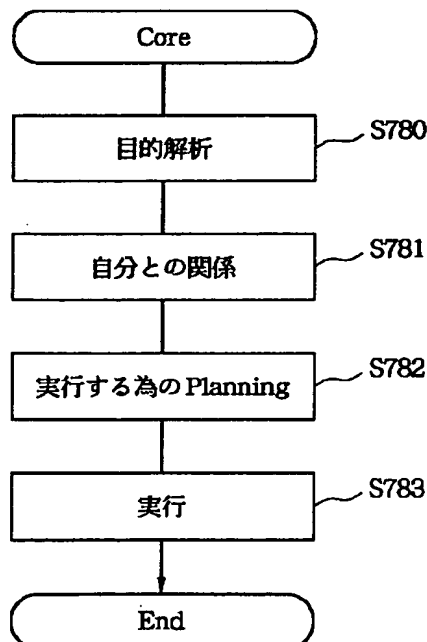 Core
目的解析
S780
自分との関係
S781
実行する為のPlanning
S782
実行
S783
End